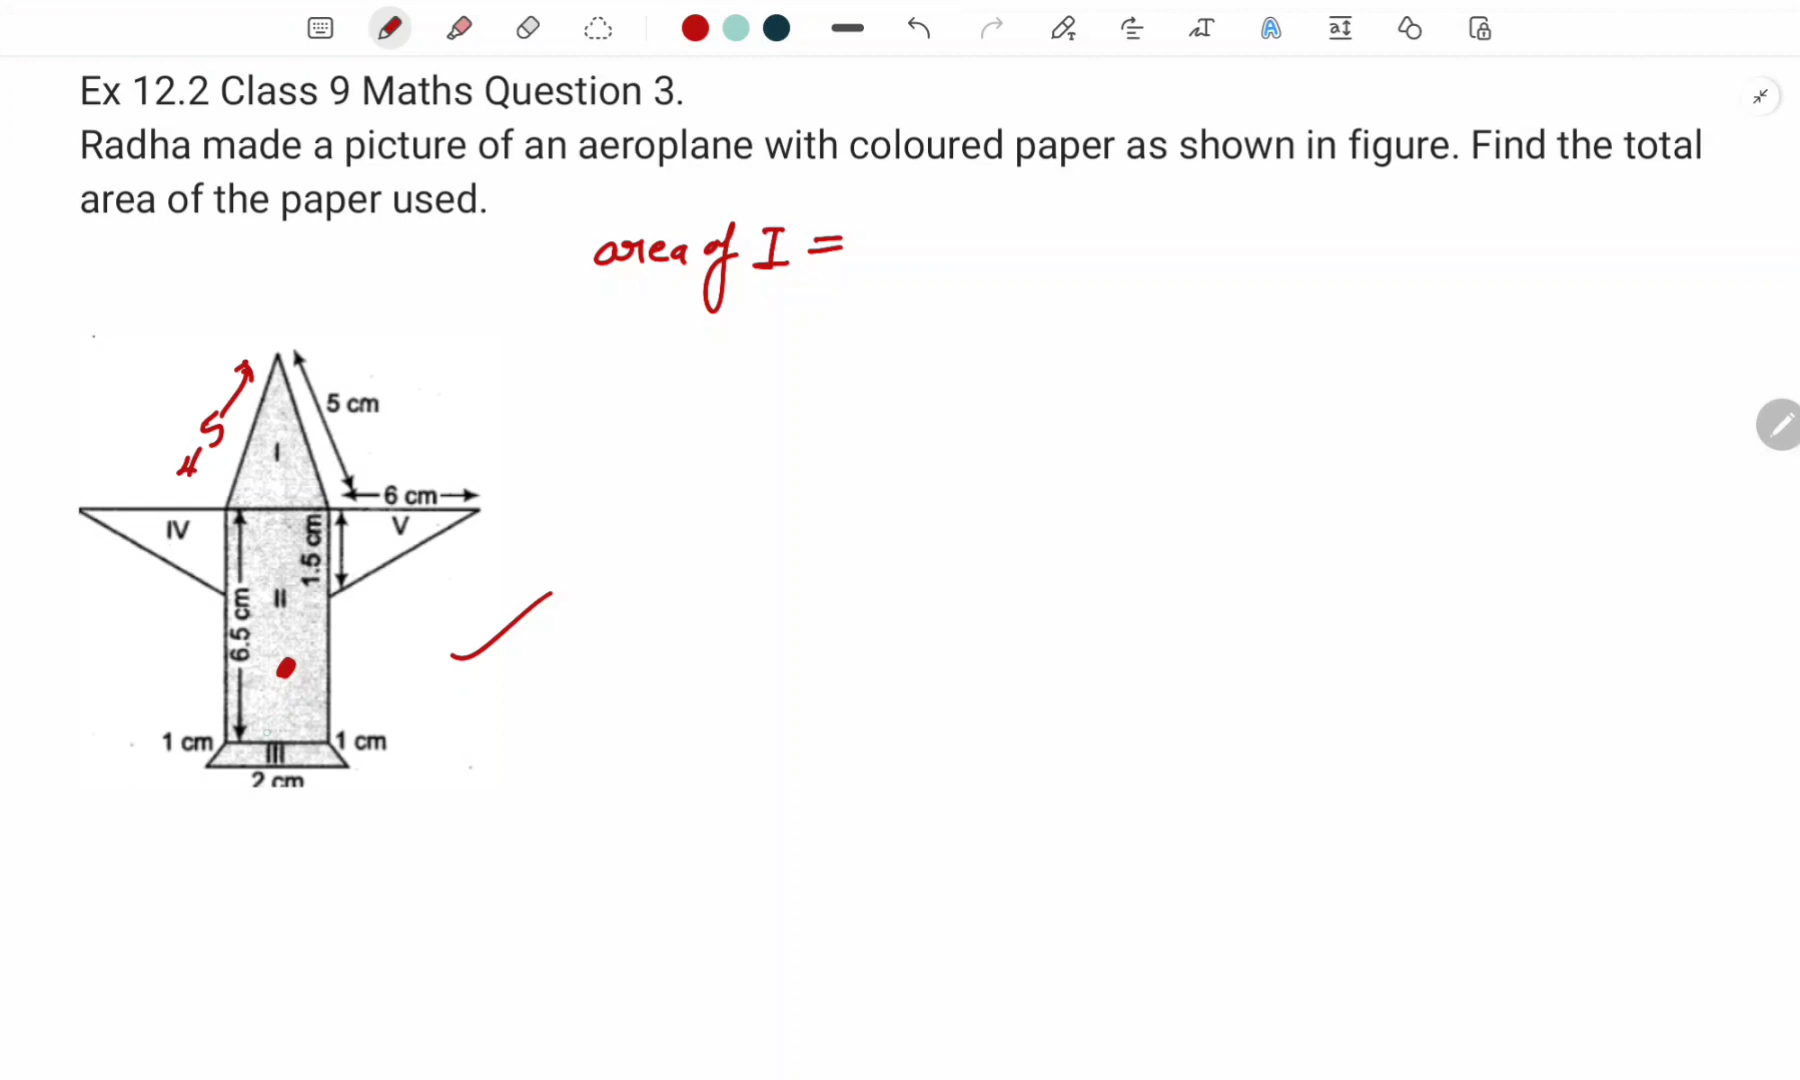 Ex 12.2 Class 9 Maths Question 3.
Radha made a picture of an aeroplane with coloured paper as shown in figure. Find the total
area of the paper used.
area of I =
5
5 cm
I
6 cm
IV
V
1.5 cm
6.5 cm
II
1 cm
III
1 cm
2 cm